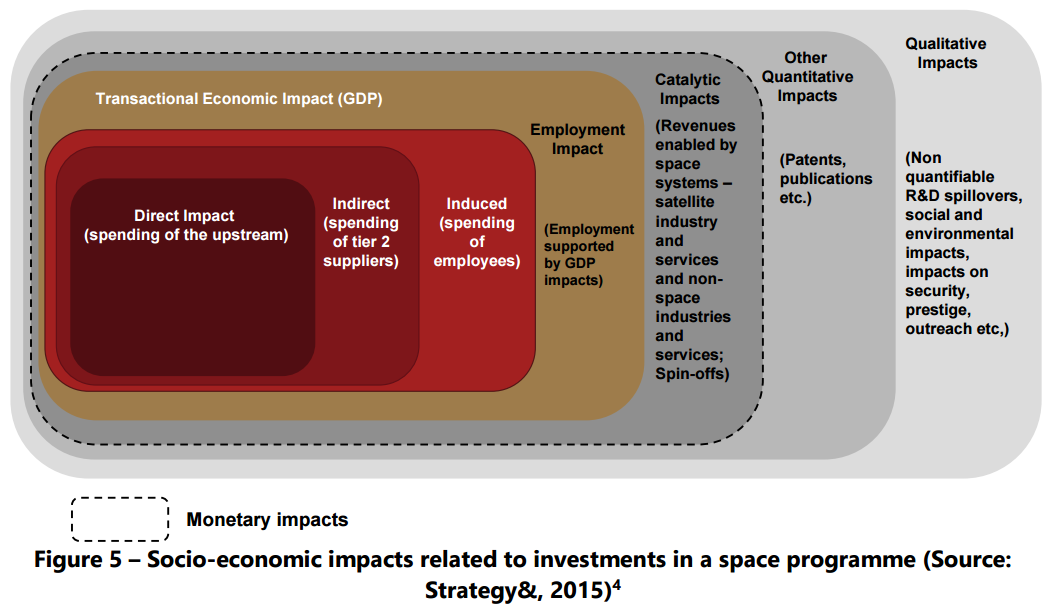 Transactional Economic Impact (GDP)
Direct Impact
(spending of the upstream)
Indirect
(spending
of tier 2
suppliers)
Induced
(spending
of
employees)
Employment
Impact
(Employment
supported
by GDP
impacts)
Catalytic
Impacts
(Revenues
enabled by
space
systems –
satellite
industry
and
services
and non-
space
industries
and
services;
Spin-offs)
Other
Quantitative
Impacts
(Patents,
publications
etc.)
Qualitative
Impacts
(Non
quantifiable
R&D spillovers,
social and
environmental
impacts,
impacts on
security,
prestige,
outreach etc,)
Monetary impacts
Figure 5 – Socio-economic impacts related to investments in a space programme (Source:
Strategy&, 2015)⁴